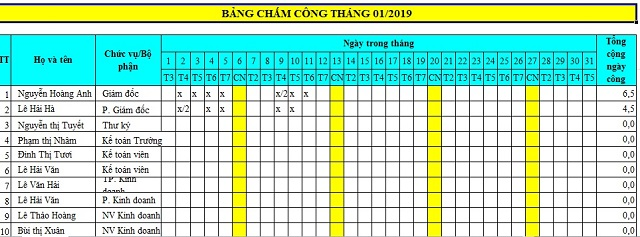 BẢNG CHẤM CÔNG THÁNG 01/2019
TT Họ và tên Chức vụ/Bộ phận Ngày trong tháng Tổng cộng ngày công
1 2 3 4 5 6 7 8 9 10 11 12 13 14 15 16 17 18 19 20 21 22 23 24 25 26 27 28 29 30 31
T3 T4 T5 T6 T7 CN T2 T3 T4 T5 T6 T7 CN T2 T3 T4 T5 T6 T7 CN T2 T3 T4 T5 T6 T7 CN T2 T3 T4 T5
1 Nguyễn Hoàng Anh Giám đốc x x x x x/2 x x 6,5
2 Lê Hải Hà P. Giám đốc x/2 x x x x 4,5
3 Nguyễn thị Tuyết Thư ký 0,0
4 Phạm thị Nhâm Kế toán Trưởng 0,0
5 Đinh Thị Tươi Kế toán viên 0,0
6 Lê Hải Vân Kế toán viên 0,0
7 Lê Văn Hải TP. Kinh doanh 0,0
8 Lê Hải Vân P. Kinh doanh 0,0
9 Lê Thảo Hoàng NV Kinh doanh 0,0
10 Bùi thị Xuân NV Kinh doanh 0,0